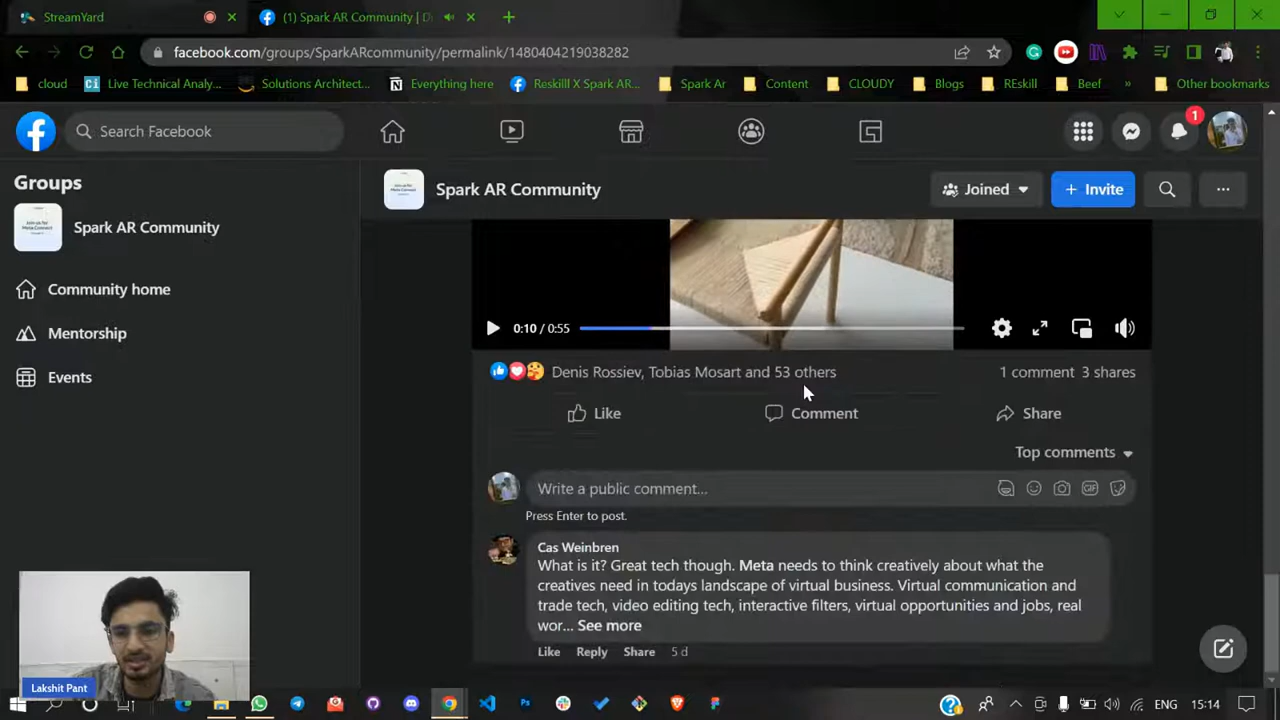 StreamYard
(1) Spark AR Community | D
facebook.com/groups/SparkARcommunity/permalink/1480404219038282
cloud
Live Technical Analy...
Solutions Architect...
Everything here
Reskilll X Spark AR...
Spark Ar
Content
CLOUDY
Blogs
REskill
Beef
»
Other bookmarks
Search Facebook
1
Groups
Spark AR Community
Community home
Mentorship
Events
Spark AR Community
Joined
+ Invite
0:10 / 0:55
Denis Rossiev, Tobias Mosart and 53 others
1 comment 3 shares
Like
Comment
Share
Top comments
Write a public comment...
GIF
Press Enter to post.
Cas Weinbren
What is it? Great tech though. Meta needs to think creatively about what the
creatives need in todays landscape of virtual business. Virtual communication and
trade tech, video editing tech, interactive filters, virtual opportunities and jobs, real
wor... See more
Like Reply Share 5 d
Lakshit Pant
ENG
15:14